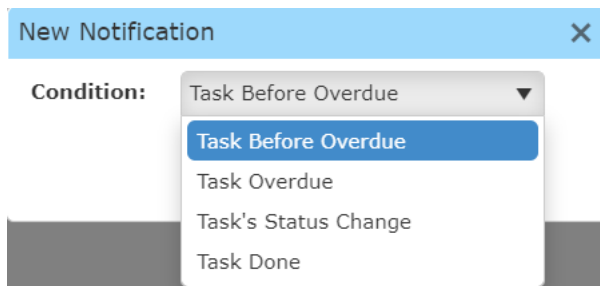 New Notification
Condition: Task Before Overdue
Task Before Overdue
Task Overdue
Task's Status Change
Task Done